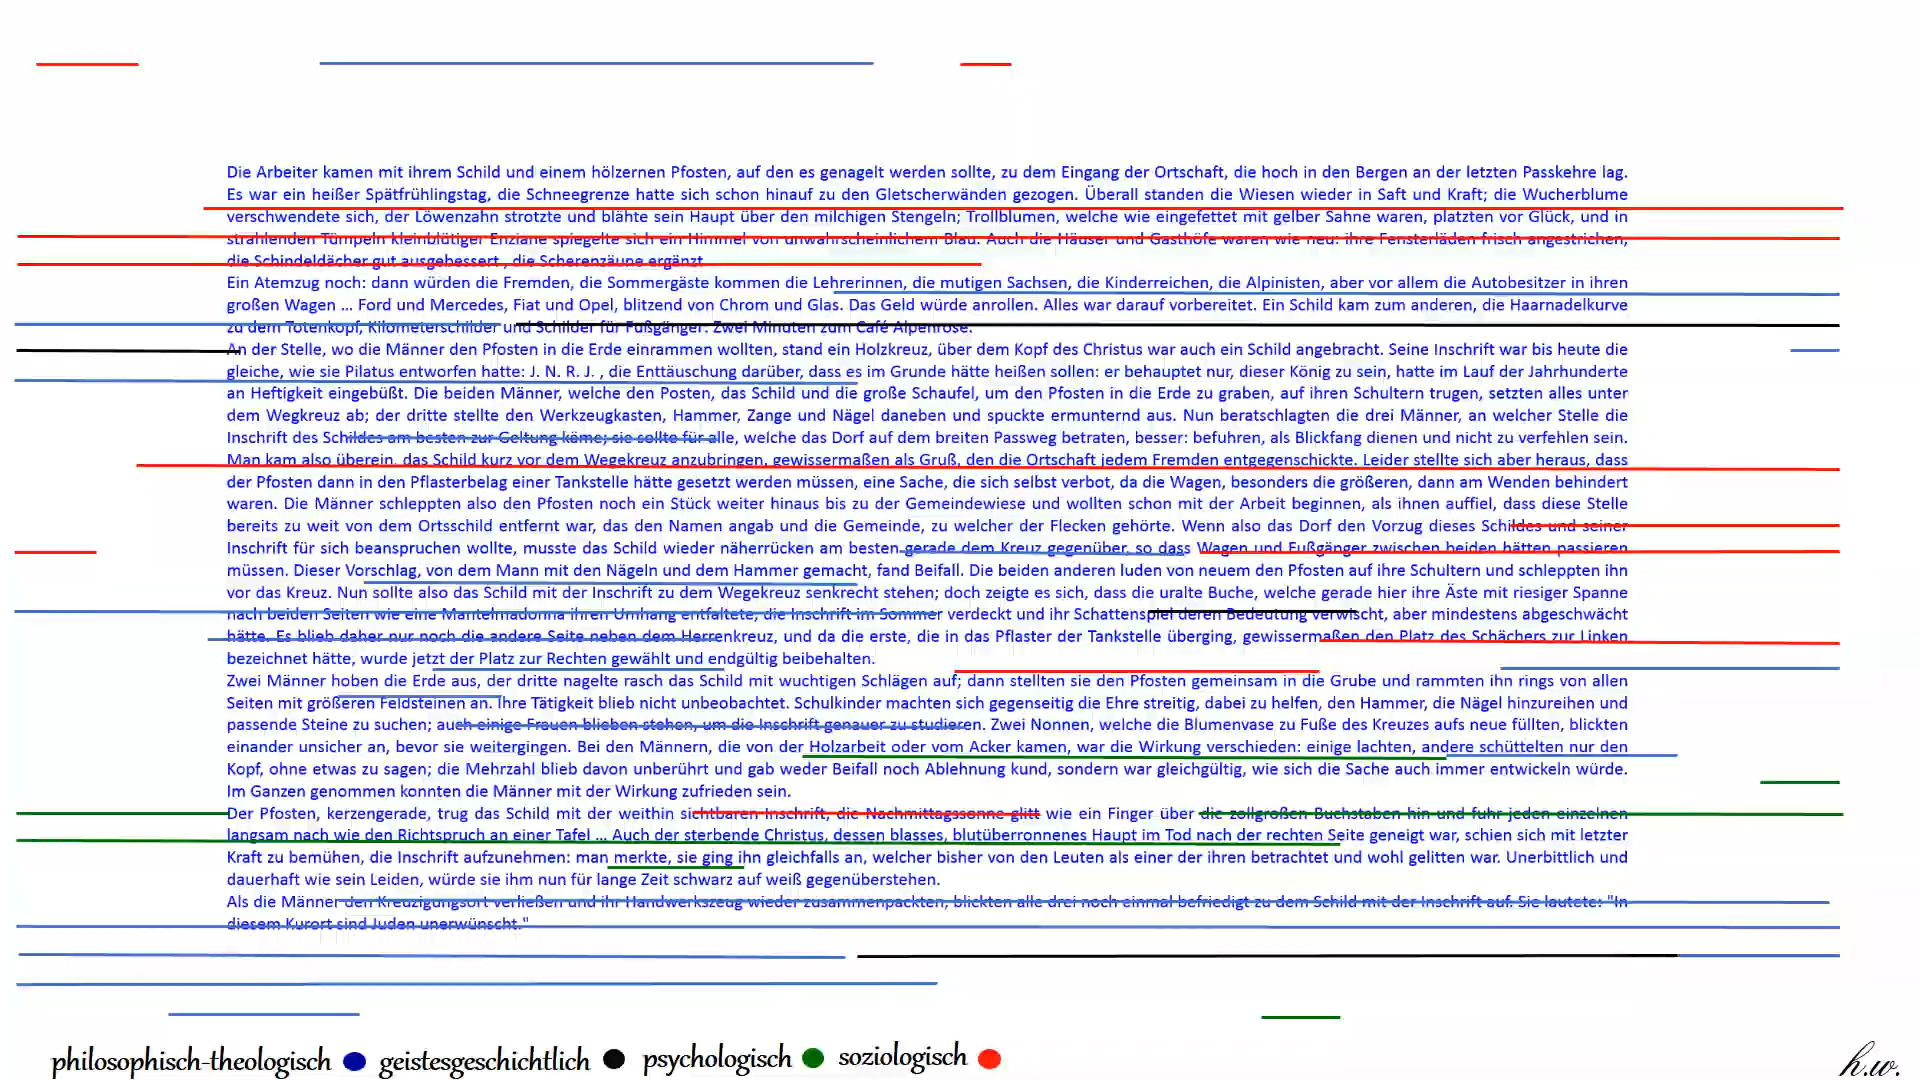 Die Arbeiter kamen mit ihrem Schild und einem hölzernen Pfosten, auf den es genagelt werden sollte, zu dem Eingang der Ortschaft, die hoch in den Bergen an der letzten Passkehre lag.
Es war ein heißer Spätfrühlingstag, die Schneegrenze hatte sich schon hinauf zu den Gletscherwänden gezogen. Überall standen die Wiesen wieder in Saft und Kraft; die Wucherblume
verschwendete sich, der Löwenzahn strotzte und blähte sein Haupt über den milchigen Stengeln; Trollblumen, welche wie eingefettet mit gelber Sahne waren, platzten vor Glück, und in
strahlenden Tümpeln kleinblütiger Enziane spiegelte sich ein Himmel von unwahrscheinlichem Blau. Auch die Häuser und Gasthöfe waren wie neu: ihre Fensterläden frisch angestrichen,
die Schindeldächer gut ausgebessert , die Scherenzäune ergänzt.
Ein Atemzug noch: dann würden die Fremden, die Sommergäste kommen die Lehrerinnen, die mutigen Sachsen, die Kinderreichen, die Alpinisten, aber vor allem die Autobesitzer in ihren
großen Wagen ... Ford und Mercedes, Fiat und Opel, blitzend von Chrom und Glas. Das Geld würde anrollen. Alles war darauf vorbereitet. Ein Schild kam zum anderen, die Haarnadelkurve
zu dem Totenkopf, Kilometerschilder und Schilder für Fußgänger: Zwei Minuten zum Café Alpenrose.
An der Stelle, wo die Männer den Pfosten in die Erde einrammen wollten, stand ein Holzkreuz, über dem Kopf des Christus war auch ein Schild angebracht. Seine Inschrift war bis heute die
gleiche, wie sie Pilatus entworfen hatte: J. N. R. J. , die Enttäuschung darüber, dass es im Grunde hätte heißen sollen: er behauptet nur, dieser König zu sein, hatte im Lauf der Jahrhunderte
an Heftigkeit eingebüßt. Die beiden Männer, welche den Posten, das Schild und die große Schaufel, um den Pfosten in die Erde zu graben, auf ihren Schultern trugen, setzten alles unter
dem Wegkreuz ab; der dritte stellte den Werkzeugkasten, Hammer, Zange und Nägel daneben und spuckte ermunternd aus. Nun beratschlagten die drei Männer, an welcher Stelle die
Inschrift des Schildes am besten zur Geltung käme; sie sollte für alle, welche das Dorf auf dem breiten Passweg betraten, besser: befuhren, als Blickfang dienen und nicht zu verfehlen sein.
Man kam also überein, das Schild kurz vor dem Wegekreuz anzubringen, gewissermaßen als Gruß, den die Ortschaft jedem Fremden entgegenschickte. Leider stellte sich aber heraus, dass
der Pfosten dann in den Pflasterbelag einer Tankstelle hätte gesetzt werden müssen, eine Sache, die sich selbst verbot, da die Wagen, besonders die größeren, dann am Wenden behindert
waren. Die Männer schleppten also den Pfosten noch ein Stück weiter hinaus bis zu der Gemeindewiese und wollten schon mit der Arbeit beginnen, als ihnen auffiel, dass diese Stelle
bereits zu weit von dem Ortsschild entfernt war, das den Namen angab und die Gemeinde, zu welcher der Flecken gehörte. Wenn also das Dorf den Vorzug dieses Schildes und seiner
Inschrift für sich beanspruchen wollte, musste das Schild wieder näherrücken am besten gerade dem Kreuz gegenüber, so dass Wagen und Fußgänger zwischen beiden hätten passieren
müssen. Dieser Vorschlag, von dem Mann mit den Nägeln und dem Hammer gemacht, fand Beifall. Die beiden anderen luden von neuem den Pfosten auf ihre Schultern und schleppten ihn
vor das Kreuz. Nun sollte also das Schild mit der Inschrift zu dem Wegekreuz senkrecht stehen; doch zeigte es sich, dass die uralte Buche, welche gerade hier ihre Äste mit riesiger Spanne
nach beiden Seiten wie eine Mantelmadonna ihren Umhang entfaltete, die Inschrift im Sommer verdeckt und ihr Schattenspiel deren Bedeutung verwischt, aber mindestens abgeschwächt
hätte. Es blieb daher nur noch die andere Seite neben dem Herrenkreuz, und da die erste, die in das Pflaster der Tankstelle überging, gewissermaßen den Platz des Schächers zur Linken
bezeichnet hätte, wurde jetzt der Platz zur Rechten gewählt und endgültig beibehalten.
Zwei Männer hoben die Erde aus, der dritte nagelte rasch das Schild mit wuchtigen Schlägen auf; dann stellten sie den Pfosten gemeinsam in die Grube und rammten ihn rings von allen
Seiten mit größeren Feldsteinen an. Ihre Tätigkeit blieb nicht unbeobachtet. Schulkinder machten sich gegenseitig die Ehre streitig, dabei zu helfen, den Hammer, die Nägel hinzureihen und
passende Steine zu suchen; auch einige Frauen blieben stehen, um die Inschrift genauer zu studieren. Zwei Nonnen, welche die Blumenvase zu Fuße des Kreuzes aufs neue füllten, blickten
einander unsicher an, bevor sie weitergingen. Bei den Männern, die von der Holzarbeit oder vom Acker kamen, war die Wirkung verschieden: einige lachten, andere schüttelten nur den
Kopf, ohne etwas zu sagen; die Mehrzahl blieb davon unberührt und gab weder Beifall noch Ablehnung kund, sondern war gleichgültig, wie sich die Sache auch immer entwickeln würde.
Im Ganzen genommen konnten die Männer mit der Wirkung zufrieden sein.
Der Pfosten, kerzengerade, trug das Schild mit der weithin sichtbaren Inschrift, die Nachmittagssonne glitt wie ein Finger über die zollgroßen Buchstaben hin und fuhr jeden einzelnen
langsam nach wie den Richtspruch an einer Tafel ... Auch der sterbende Christus, dessen blasses, blutüberronnenes Haupt im Tod nach der rechten Seite geneigt war, schien sich mit letzter
Kraft zu bemühen, die Inschrift aufzunehmen: man merkte, sie ging ihn gleichfalls an, welcher bisher von den Leuten als einer der ihren betrachtet und wohl gelitten war. Unerbittlich und
dauerhaft wie sein Leiden, würde sie ihm nun für lange Zeit schwarz auf weiß gegenüberstehen.
Als die Männer den Kreuzigungsort verließen und ihr Handwerkszeug wieder zusammenpackten, blickten alle drei noch einmal befriedigt zu dem Schild mit der Inschrift auf. Sie lautete: "In
diesem Kurort sind Juden unerwünscht."
philosophisch-theologisch geistesgeschichtlich psychologisch soziologisch
h.w.